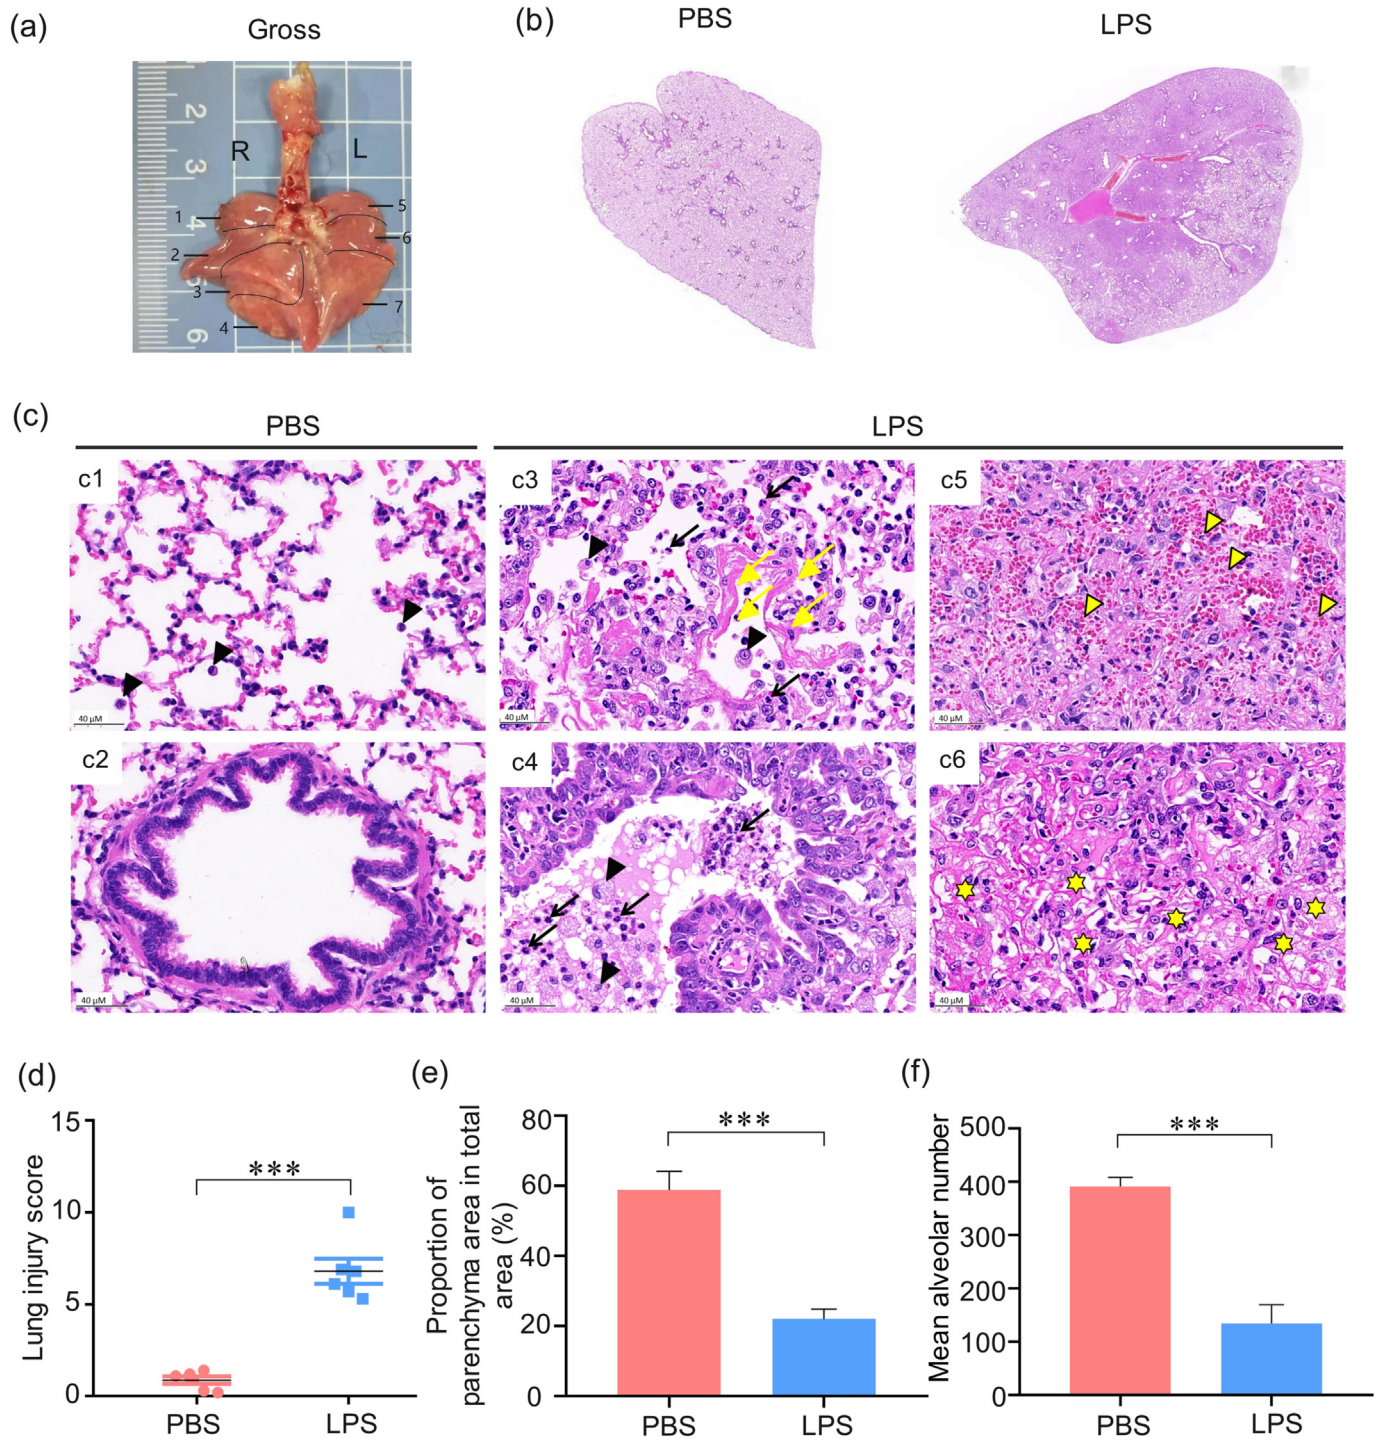 (a)
Gross
R
L
2
3
4
5
6
1
2
3
4
5
6
7
(b)
PBS
LPS
(c)
PBS
LPS
c1
40 μM
c3
40 μM
c5
40 μM
c2
40 μM
c4
40 μM
c6
40 μM
(d)
Lung injury score
15
10
5
0
***
PBS
LPS
(e)
Proportion of
parenchyma area in total
area (%)
80
60
40
20
0
***
PBS
LPS
(f)
Mean alveolar number
500
400
300
200
100
0
***
PBS
LPS